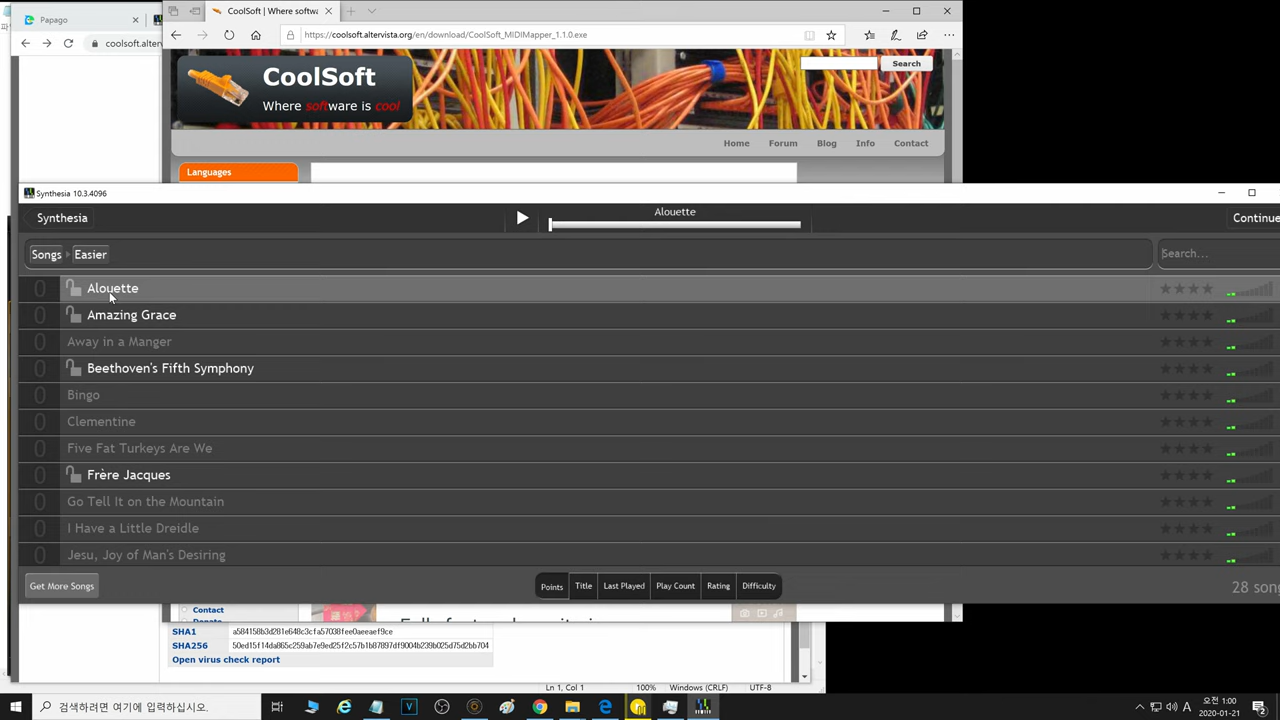 Papago
CoolSoft | Where softwa
coolsoft.alter
https://coolsoft.altervista.org/en/download/CoolSoft_MIDIMapper_1.1.0.exe
CoolSoft
Where software is cool
Search
Home Forum Blog Info Contact
Languages
Synthesia 10.3.4096
Synthesia
Alouette
Continue
Songs Easier
Search...
0 Alouette
0 Amazing Grace
0 Away in a Manger
0 Beethoven's Fifth Symphony
0 Bingo
0 Clementine
0 Five Fat Turkeys Are We
0 Frère Jacques
0 Go Tell It on the Mountain
0 I Have a Little Dreidle
0 Jesu, Joy of Man's Desiring
Get More Songs
Points Title Last Played Play Count Rating Difficulty
28 son
Contact
SHA1 a584158b3d281e648c3cfa57038fee0aeeaef9ce
SHA256 50ed15f14da865c259ab7e9ed25f2c57b1b87897df9004b239b025d75d2bb704
Open virus check report
Ln 1, Col 1 100% Windows (CRLF) UTF-8
검색하려면 여기에 입력하십시오.
A
오전 1:00
2020-01-21
2